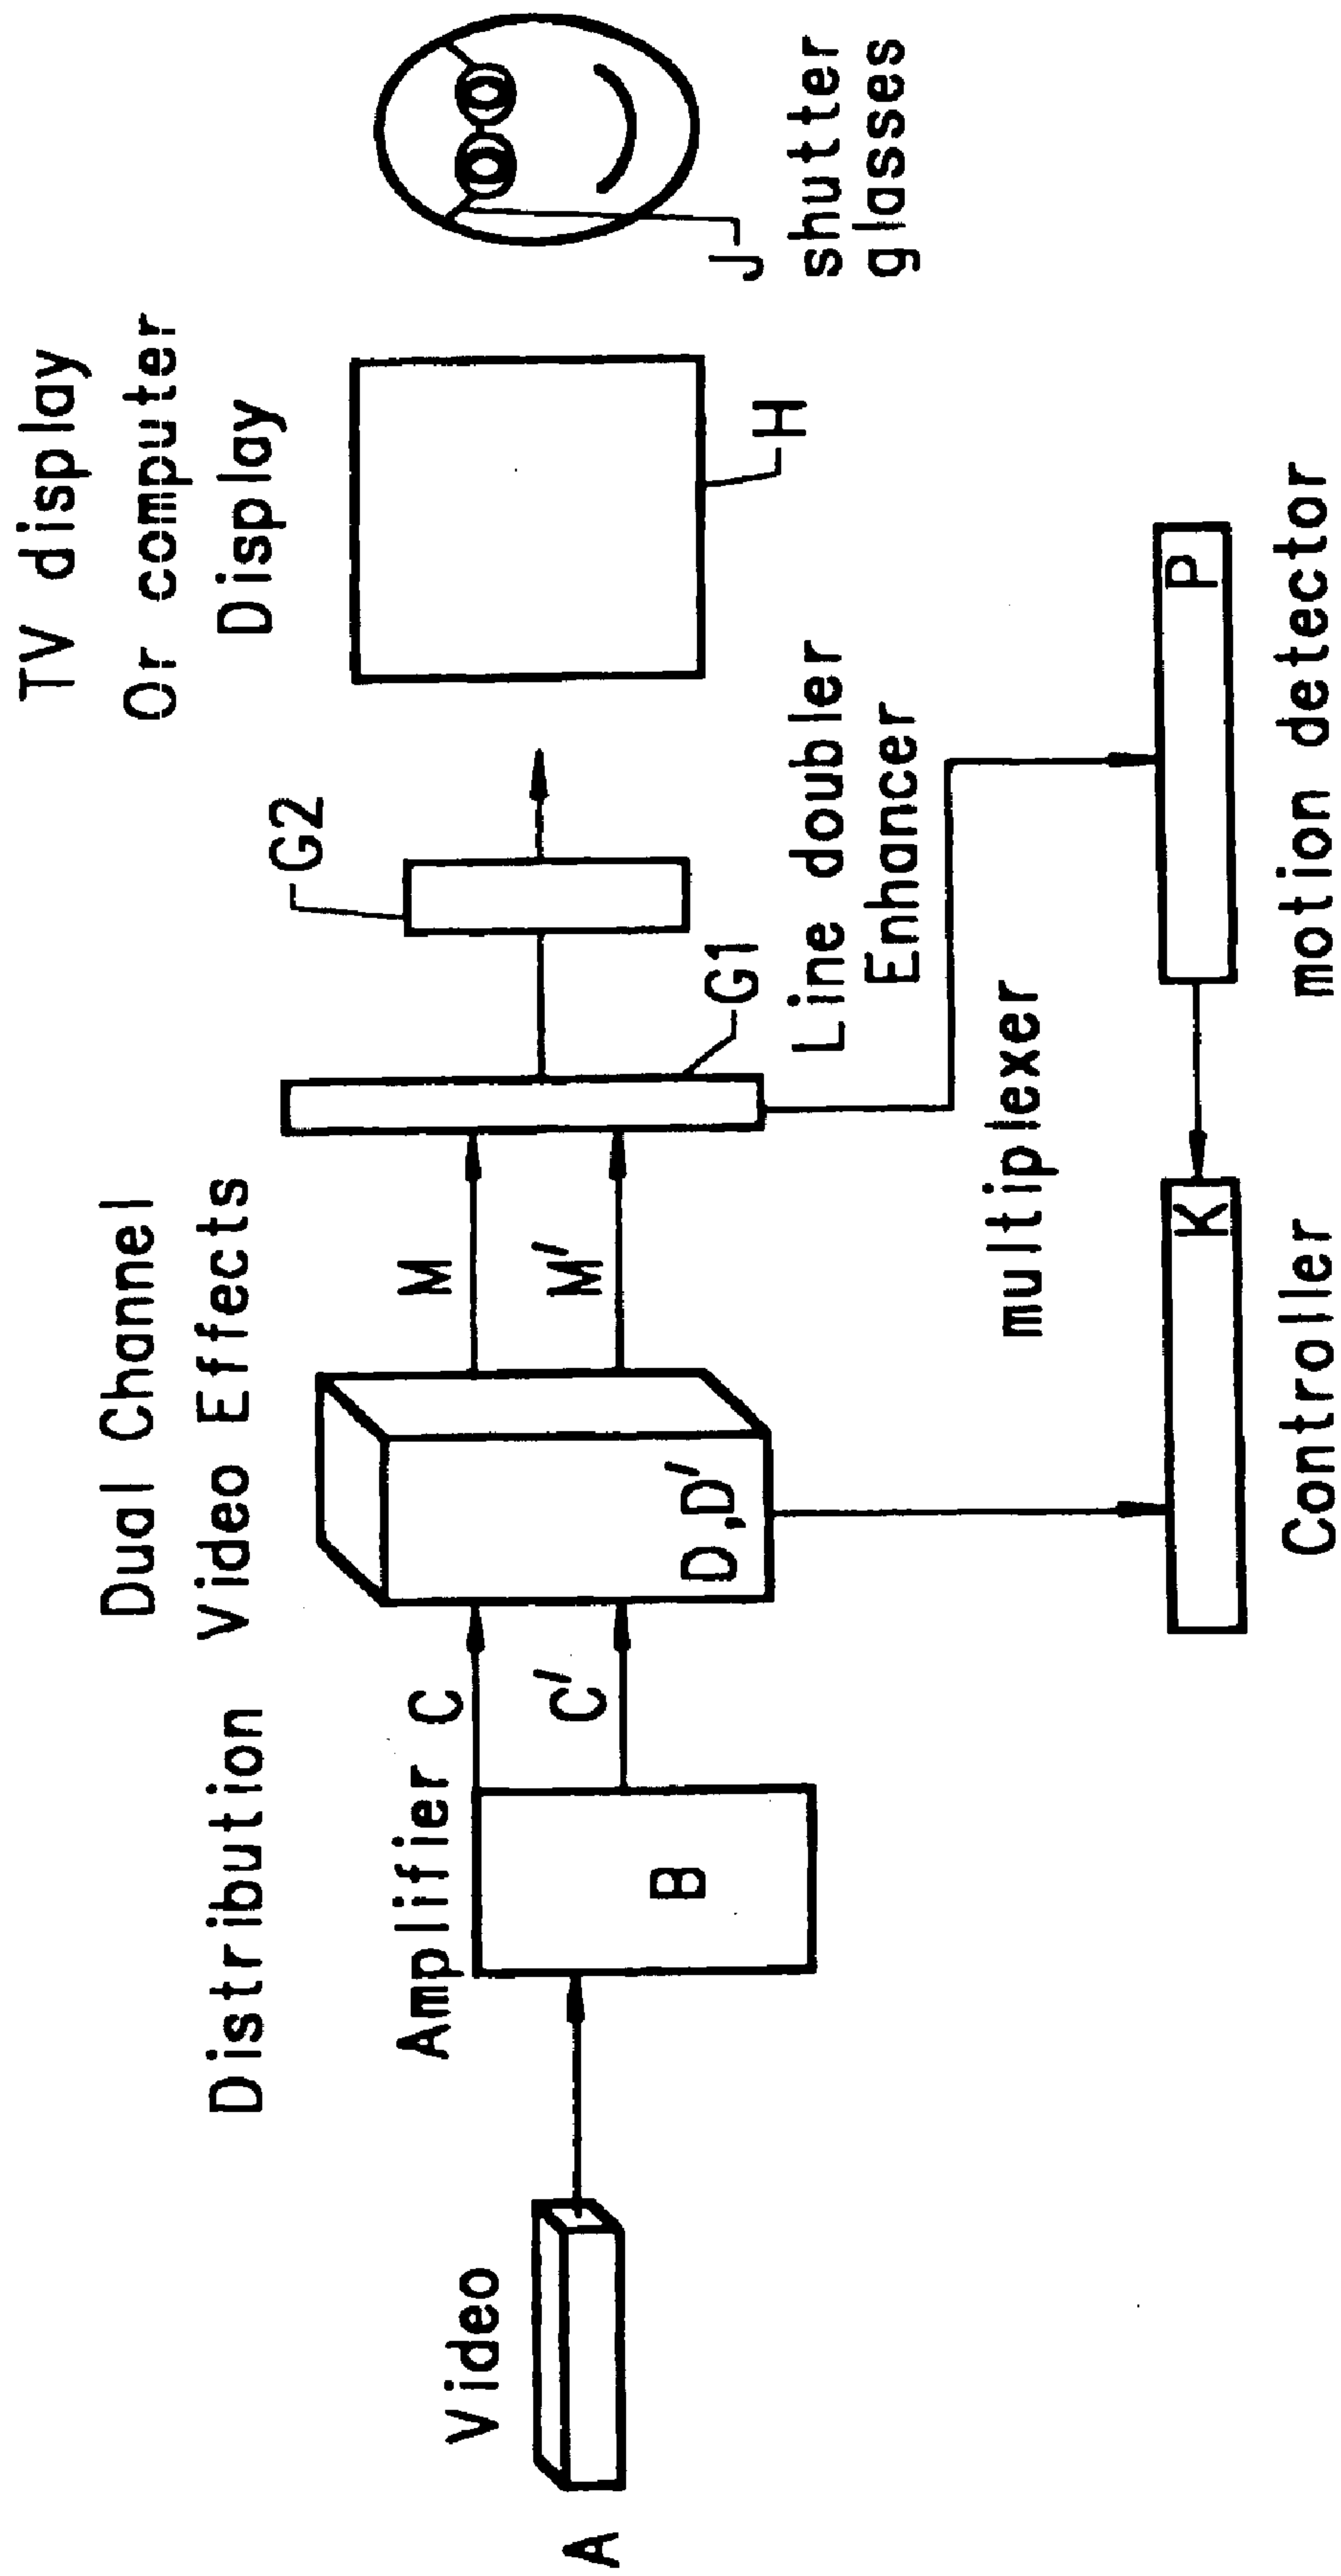 TV display
Or computer
Display
Dual Channel
Video Effects
Distribution
Amplifier
Video
A
B
C
C'
D,D'
M
M'
G1
G2
H
J
shutter
glasses
Line doubler
Enhancer
multiplexer
K
Controller
P
motion detector